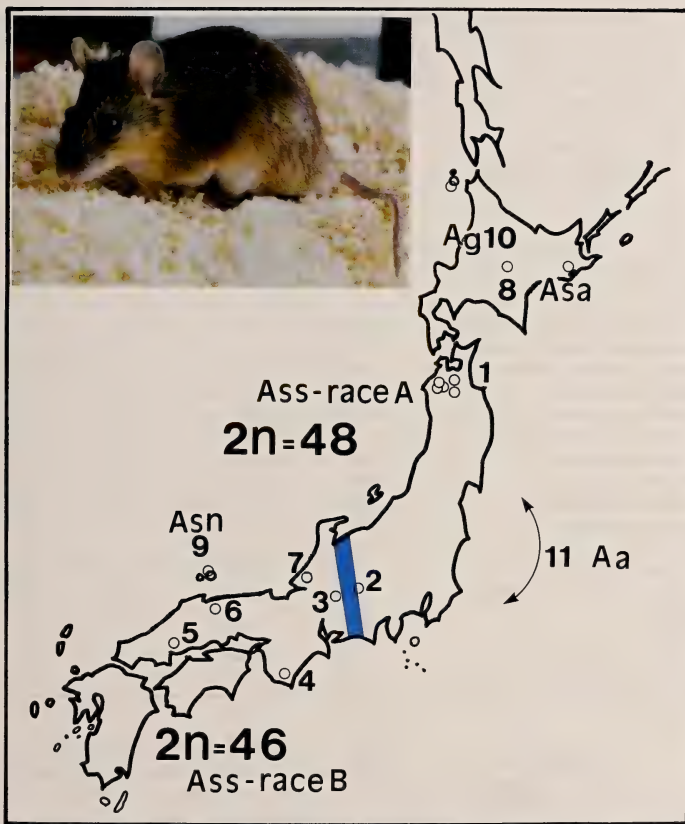 Ag10
8 Asa
1
Ass-race A
2n=48
Asn
9
7
2
3
11 Aa
6
5
4
2n=46
Ass-race B